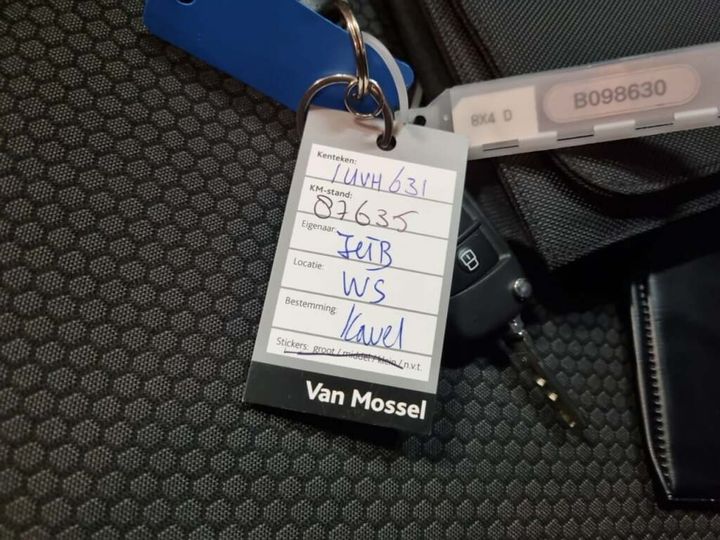 8X4 D
B098630
Kenteken: 1UVH631
KM-stand: 87635
Eigenaar: JEIB
Locatie: WS
Bestemming: Kavel
Stickers: groot / middel / klein / n.v.t.
Van Mossel